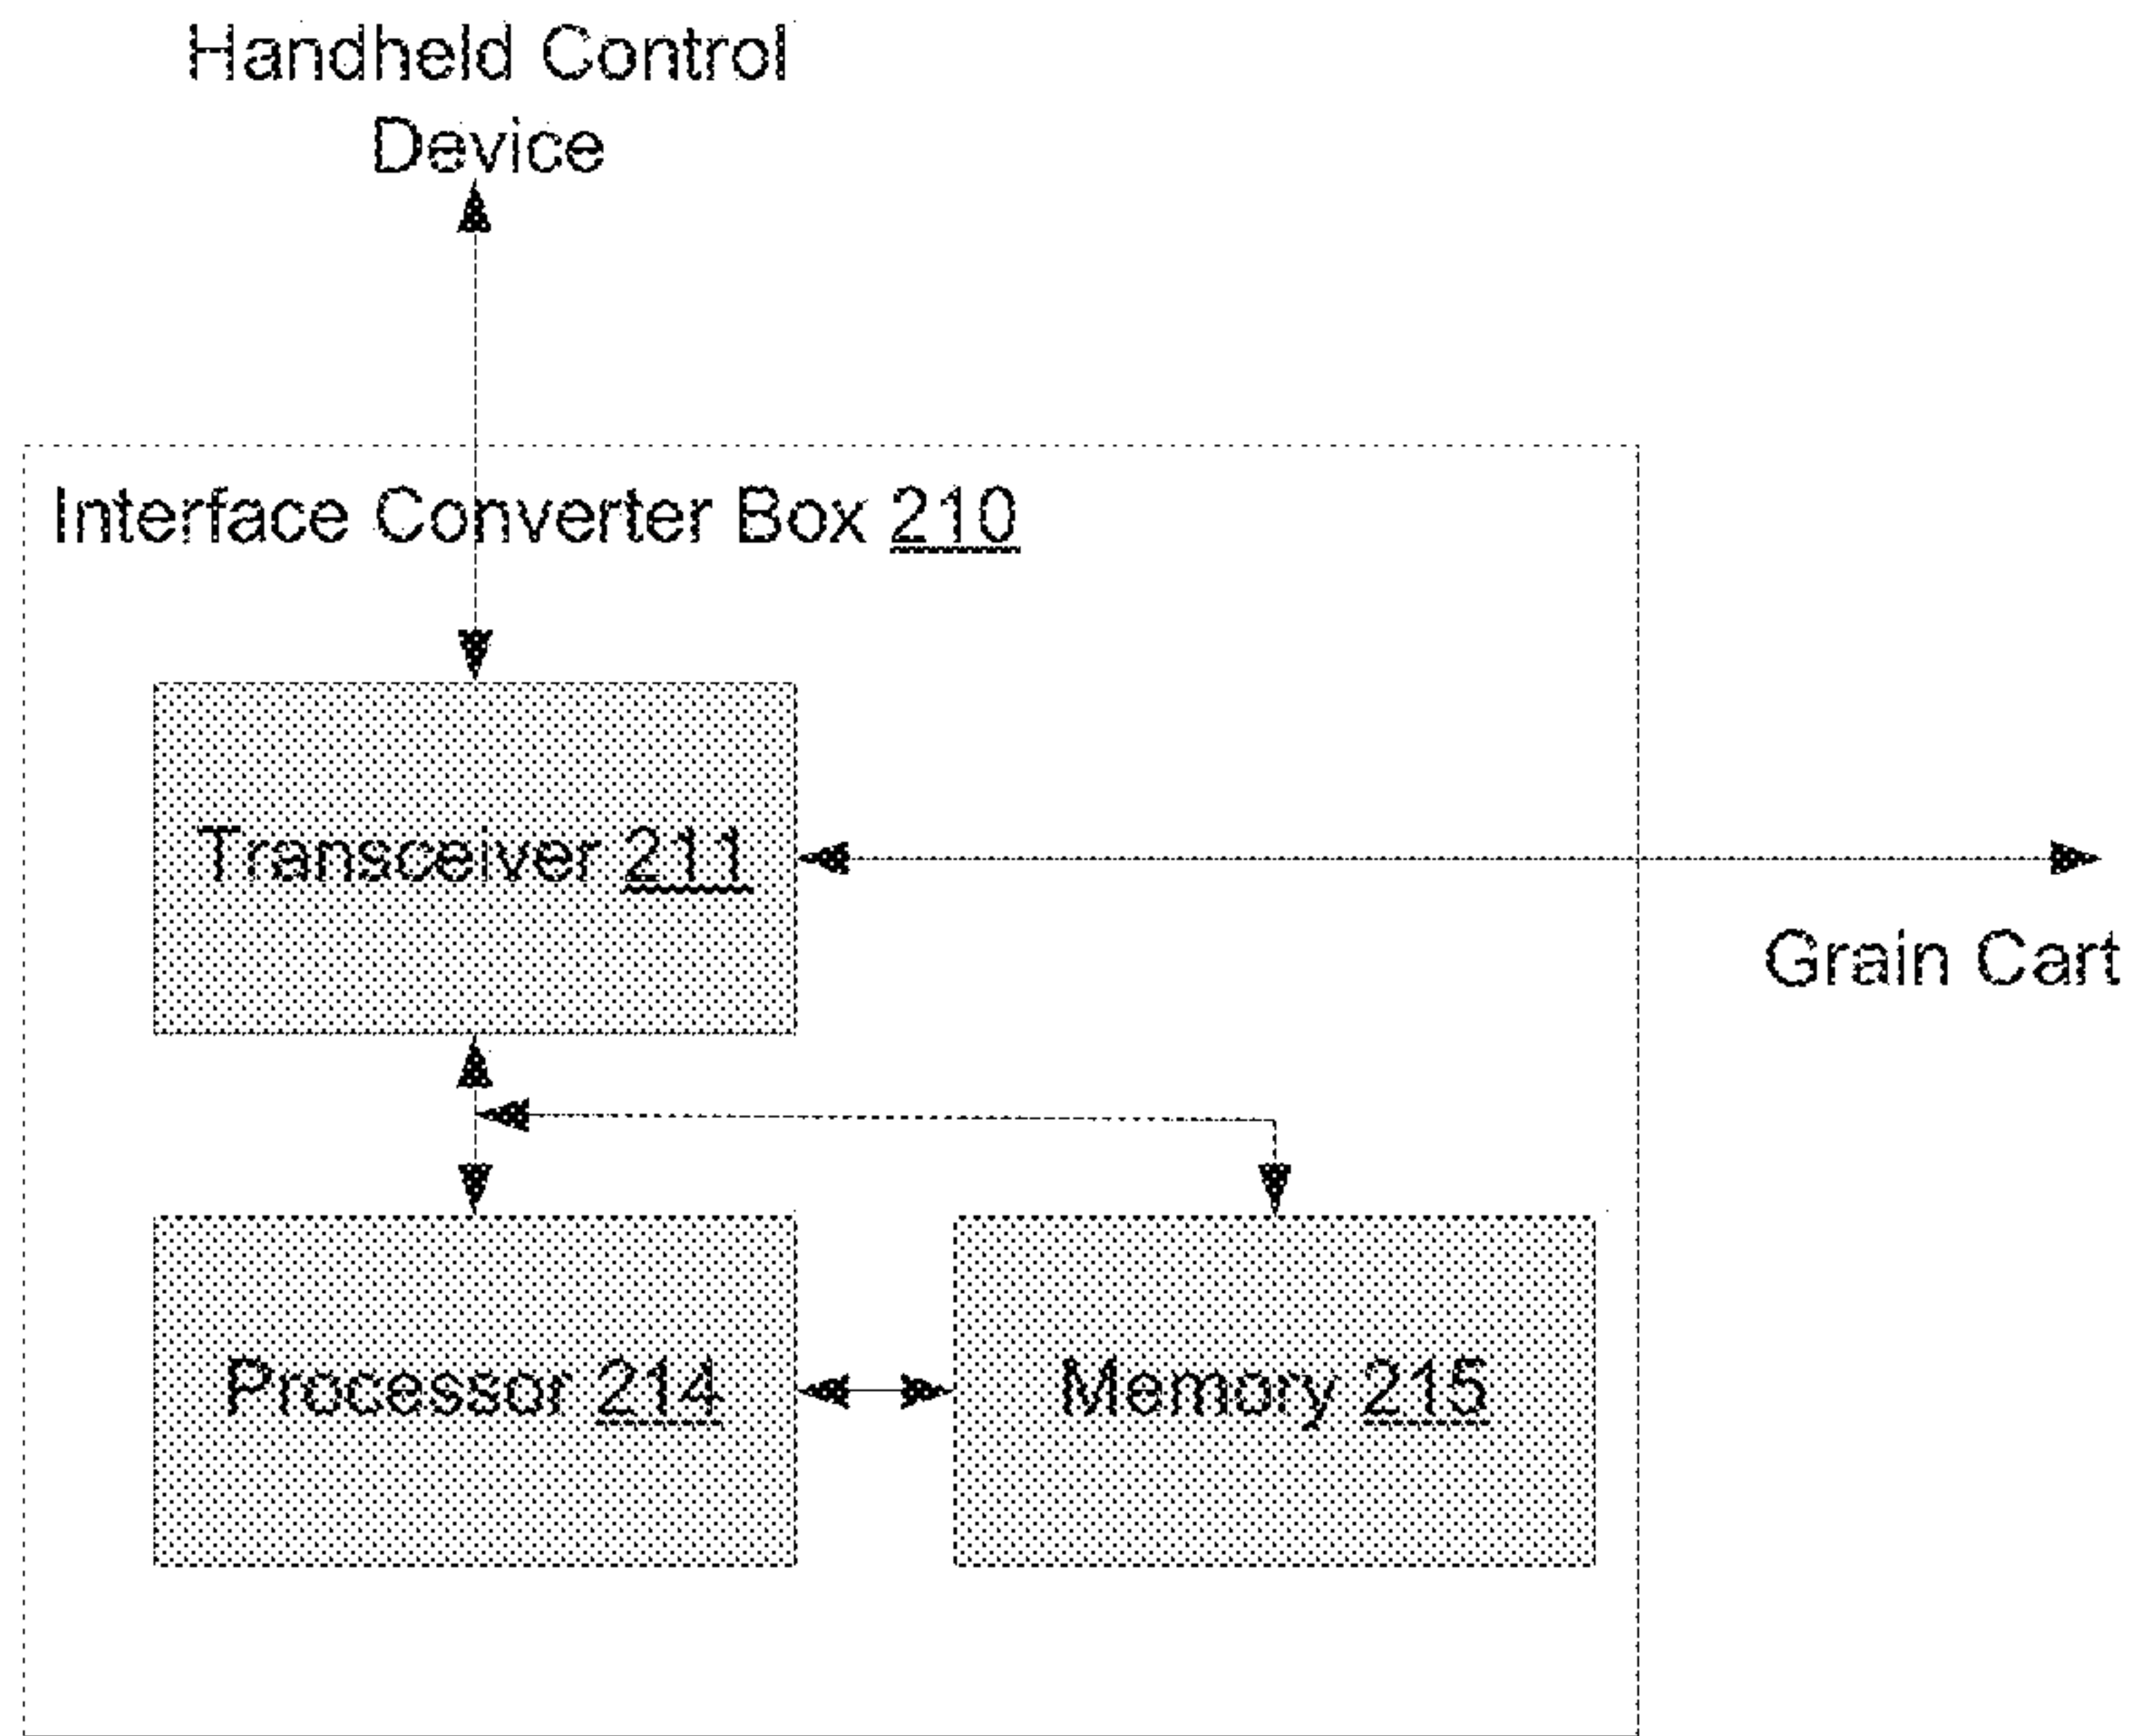 Handheld Control
Device
Interface Converter Box 210
Transceiver 211
Grain Cart
Processor 214
Memory 215